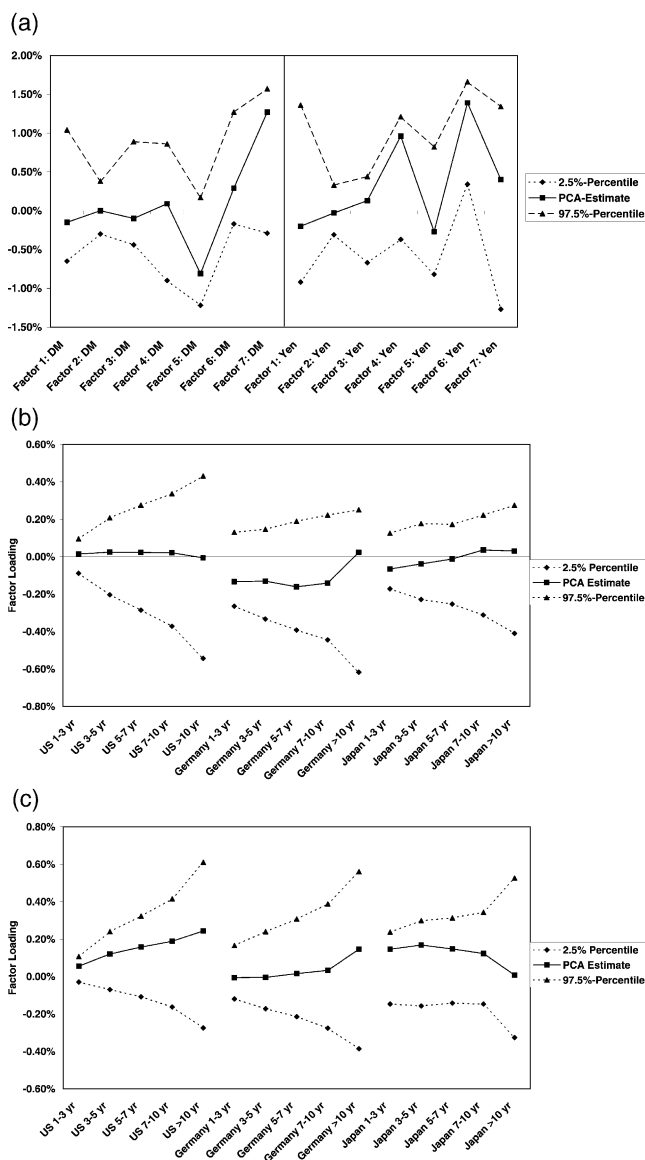 (a)
2.00%
1.50%
1.00%
0.50%
0.00%
-0.50%
-1.00%
-1.50%
Factor 1: DM
Factor 2: DM
Factor 3: DM
Factor 4: DM
Factor 5: DM
Factor 6: DM
Factor 7: DM
Factor 1: Yen
Factor 2: Yen
Factor 3: Yen
Factor 4: Yen
Factor 5: Yen
Factor 6: Yen
Factor 7: Yen
2.5%-Percentile
PCA-Estimate
97.5%-Percentile
(b)
Factor Loading
0.60%
0.40%
0.20%
0.00%
-0.20%
-0.40%
-0.60%
-0.80%
US 1-3 yr
US 3-5 yr
US 5-7 yr
US 7-10 yr
US >10 yr
Germany 1-3 yr
Germany 3-5 yr
Germany 5-7 yr
Germany 7-10 yr
Germany >10 yr
Japan 1-3 yr
Japan 3-5 yr
Japan 5-7 yr
Japan 7-10 yr
Japan >10 yr
2.5% Percentile
PCA Estimate
97.5%-Percentile
(c)
Factor Loading
0.80%
0.60%
0.40%
0.20%
0.00%
-0.20%
-0.40%
-0.60%
US 1-3 yr
US 3-5 yr
US 5-7 yr
US 7-10 yr
US >10 yr
Germany 1-3 yr
Germany 3-5 yr
Germany 5-7 yr
Germany 7-10 yr
Germany >10 yr
Japan 1-3 yr
Japan 3-5 yr
Japan 5-7 yr
Japan 7-10 yr
Japan >10 yr
2.5% Percentile
PCA Estimate
97.5%-Percentile